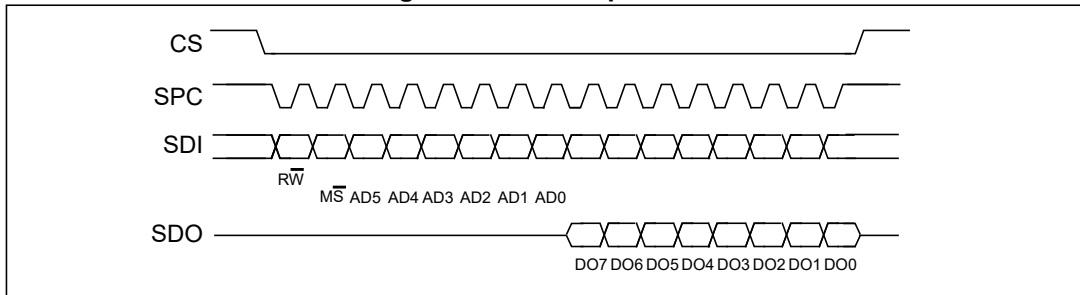 CS
SPC
SDI
RW̅
MS̅ AD5 AD4 AD3 AD2 AD1 AD0
SDO
DO7 DO6 DO5 DO4 DO3 DO2 DO1 DO0